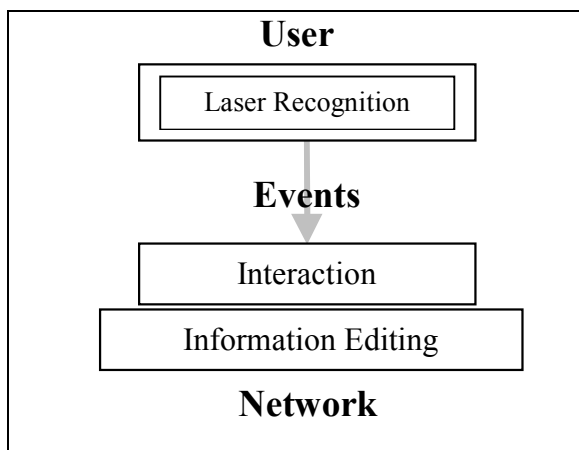 User
Laser Recognition
Events
Interaction
Information Editing
Network